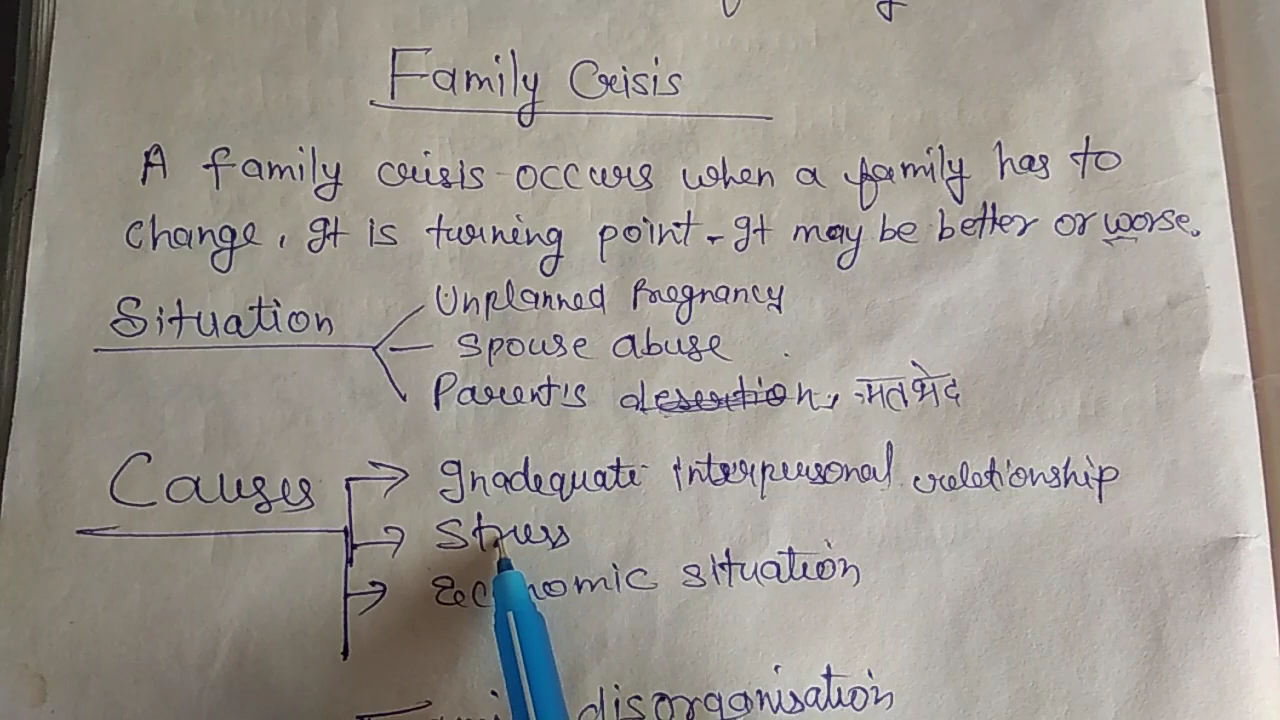 Family Crisis
A family crisis occurs when a family has to
change. It is turning point. It may be better or worse.
Situation
Unplanned Pregnancy
Spouse abuse
Parent's desertion, मतभेद
Causes
Inadequate interpersonal relationship
Stress
Economic situation
disorganisation